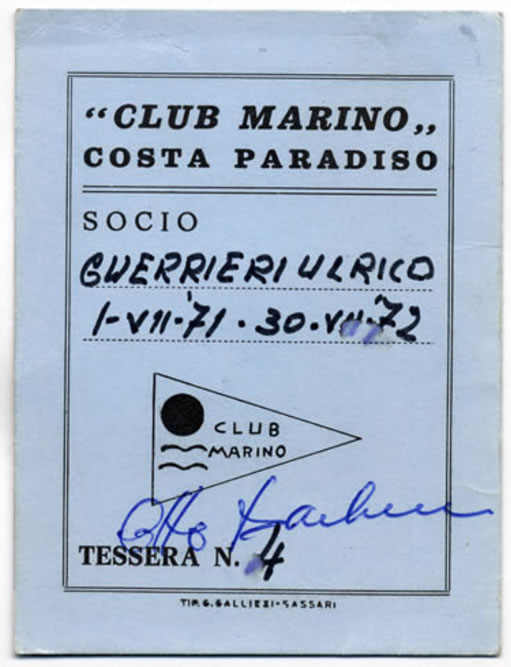 “CLUB MARINO„
COSTA PARADISO
SOCIO
GUERRIERI ULRICO
1-VII-'71 · 30-VII-'72
CLUB
MARINO
TESSERA N. 4
TIP. G. GALLIZZI-SASSARI